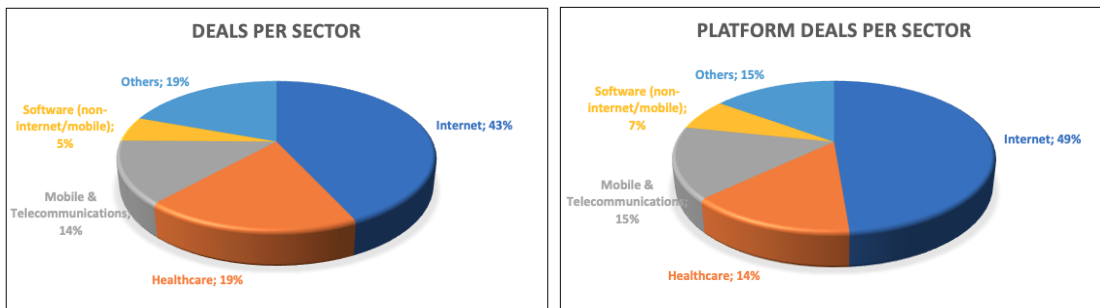 DEALS PER SECTOR
Others; 19%
Software (non-
internet/mobile);
5%
Internet; 43%
Mobile &
Telecommunications;
14%
Healthcare; 19%
PLATFORM DEALS PER SECTOR
Others; 15%
Software (non-
internet/mobile);
7%
Internet; 49%
Mobile &
Telecommunications;
15%
Healthcare; 14%